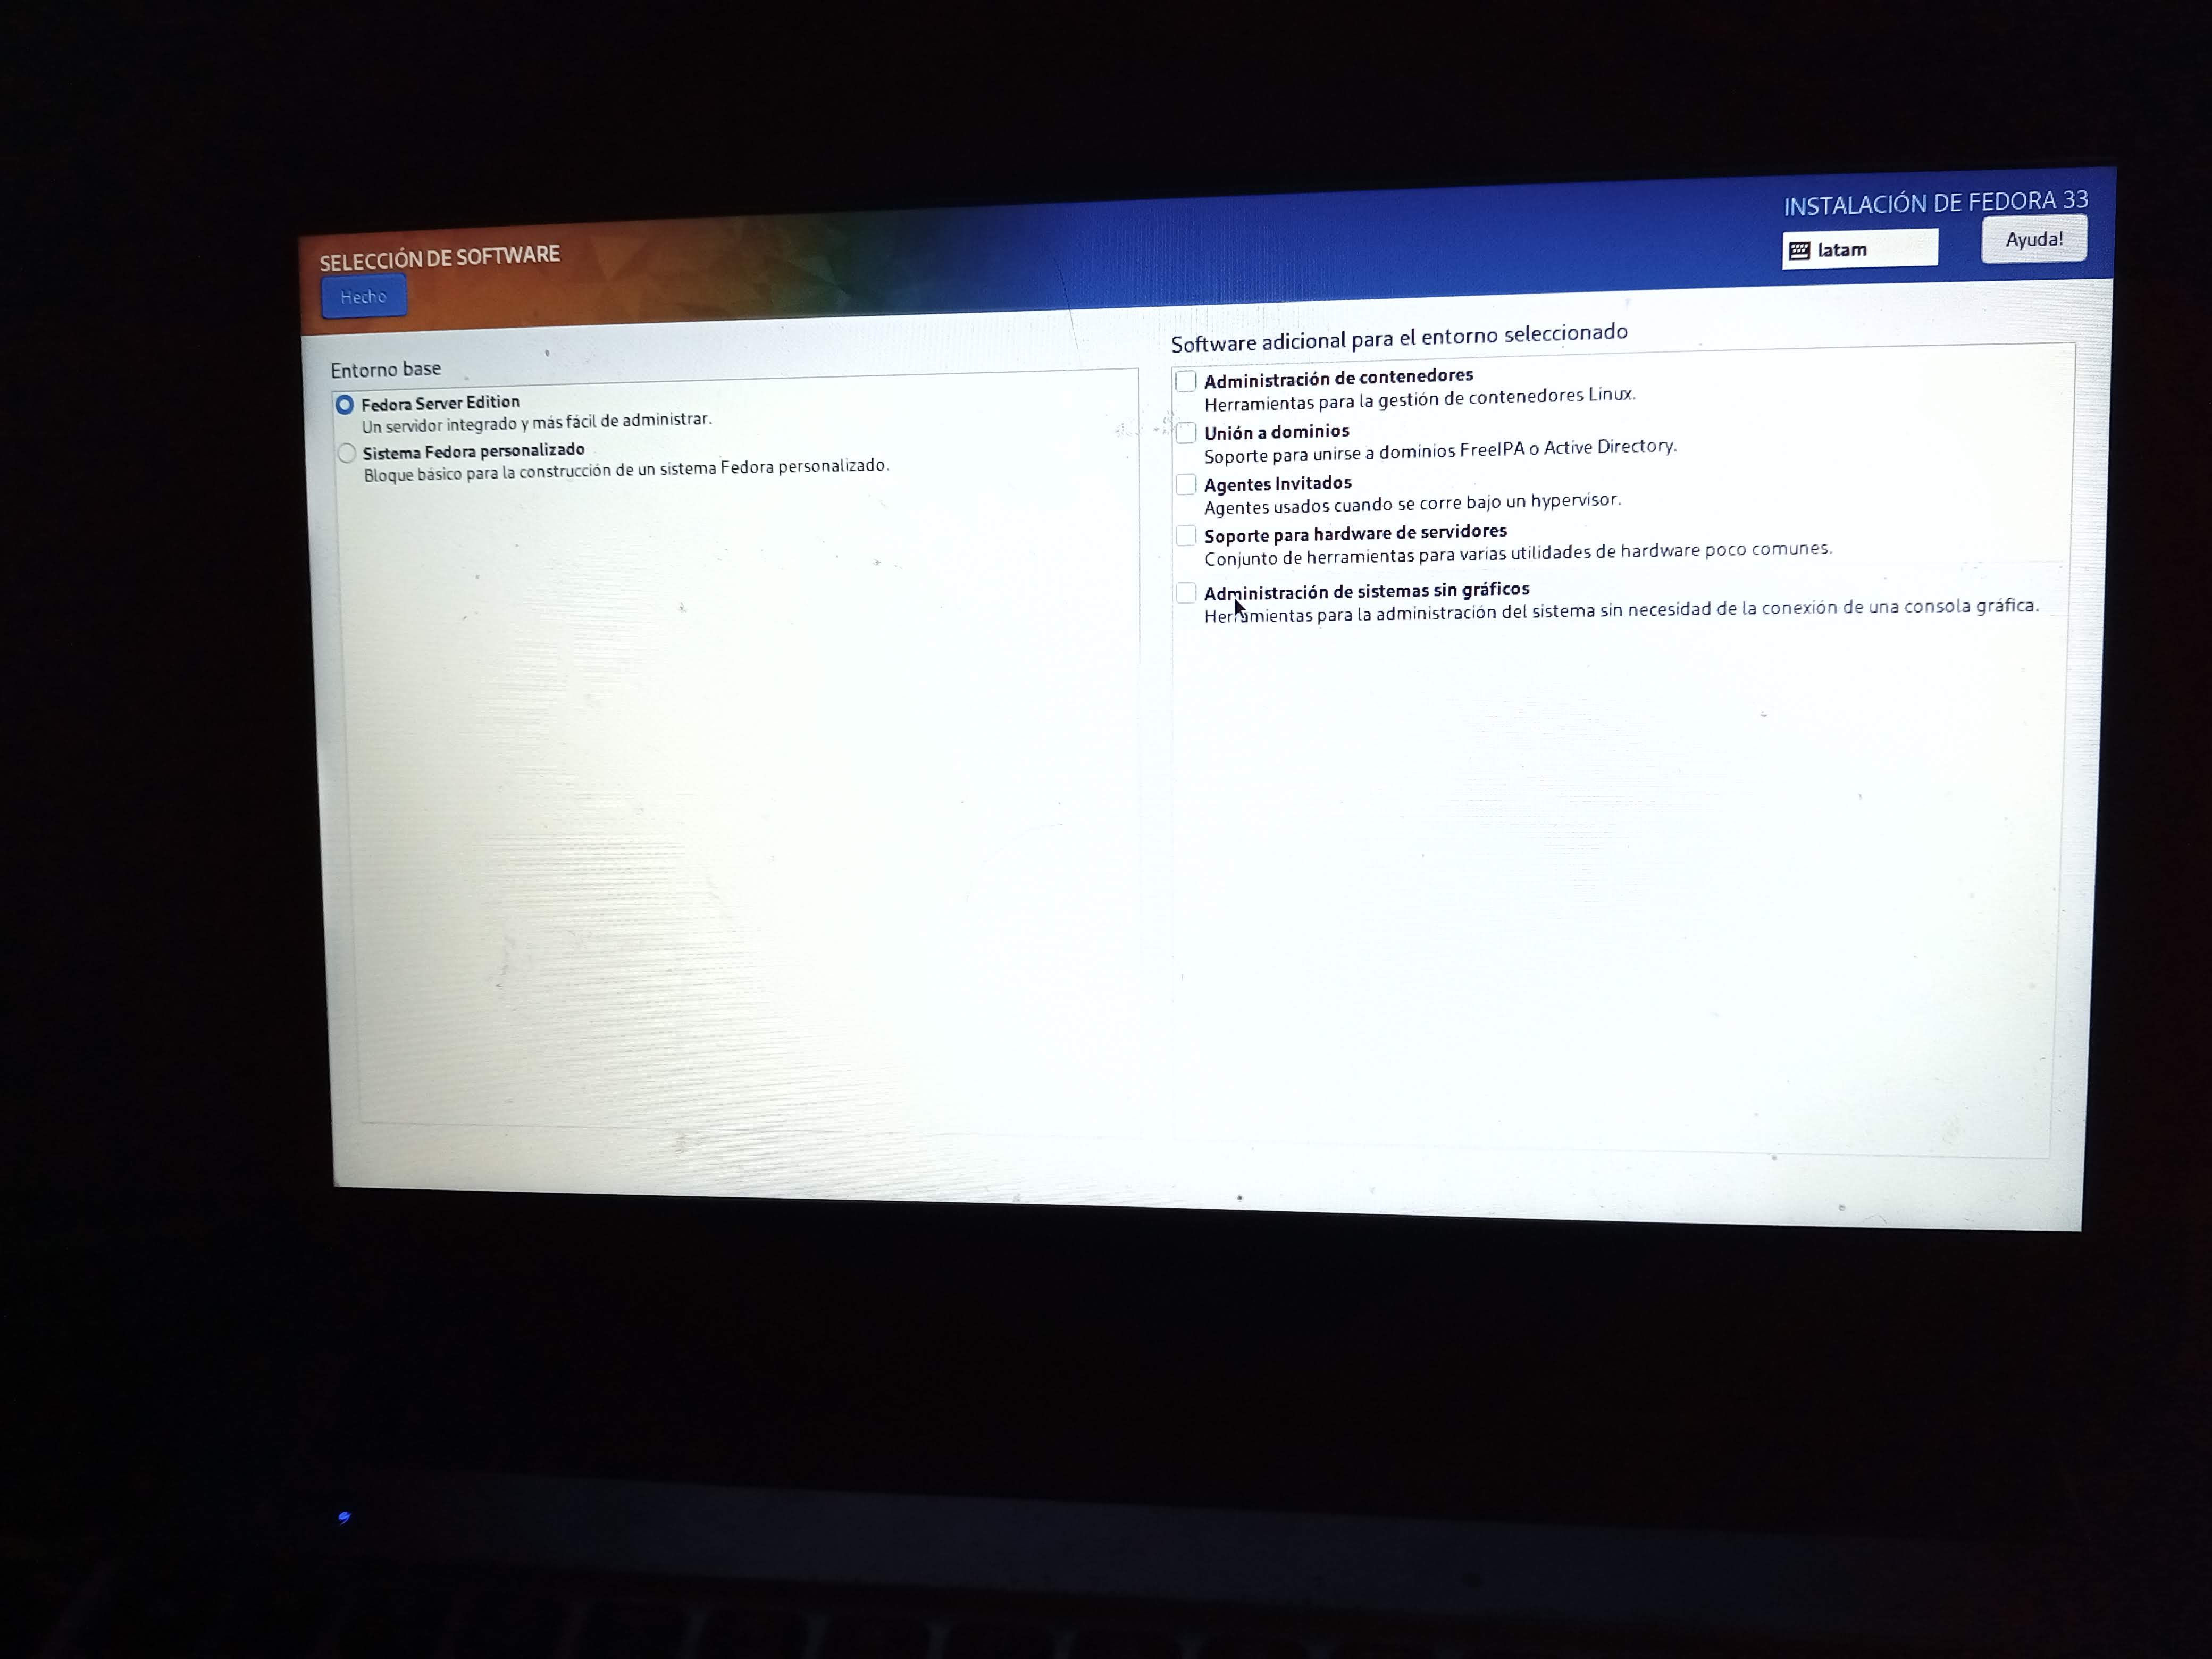 SELECCIÓN DE SOFTWARE
Hecho
INSTALACIÓN DE FEDORA 33
latam
Ayuda!
Entorno base
Fedora Server Edition
Un servidor integrado y más fácil de administrar.
Sistema Fedora personalizado
Bloque básico para la construcción de un sistema Fedora personalizado.
Software adicional para el entorno seleccionado
Administración de contenedores
Herramientas para la gestión de contenedores Linux.
Unión a dominios
Soporte para unirse a dominios FreeIPA o Active Directory.
Agentes Invitados
Agentes usados cuando se corre bajo un hypervisor.
Soporte para hardware de servidores
Conjunto de herramientas para varias utilidades de hardware poco comunes.
Administración de sistemas sin gráficos
Herramientas para la administración del sistema sin necesidad de la conexión de una consola gráfica.